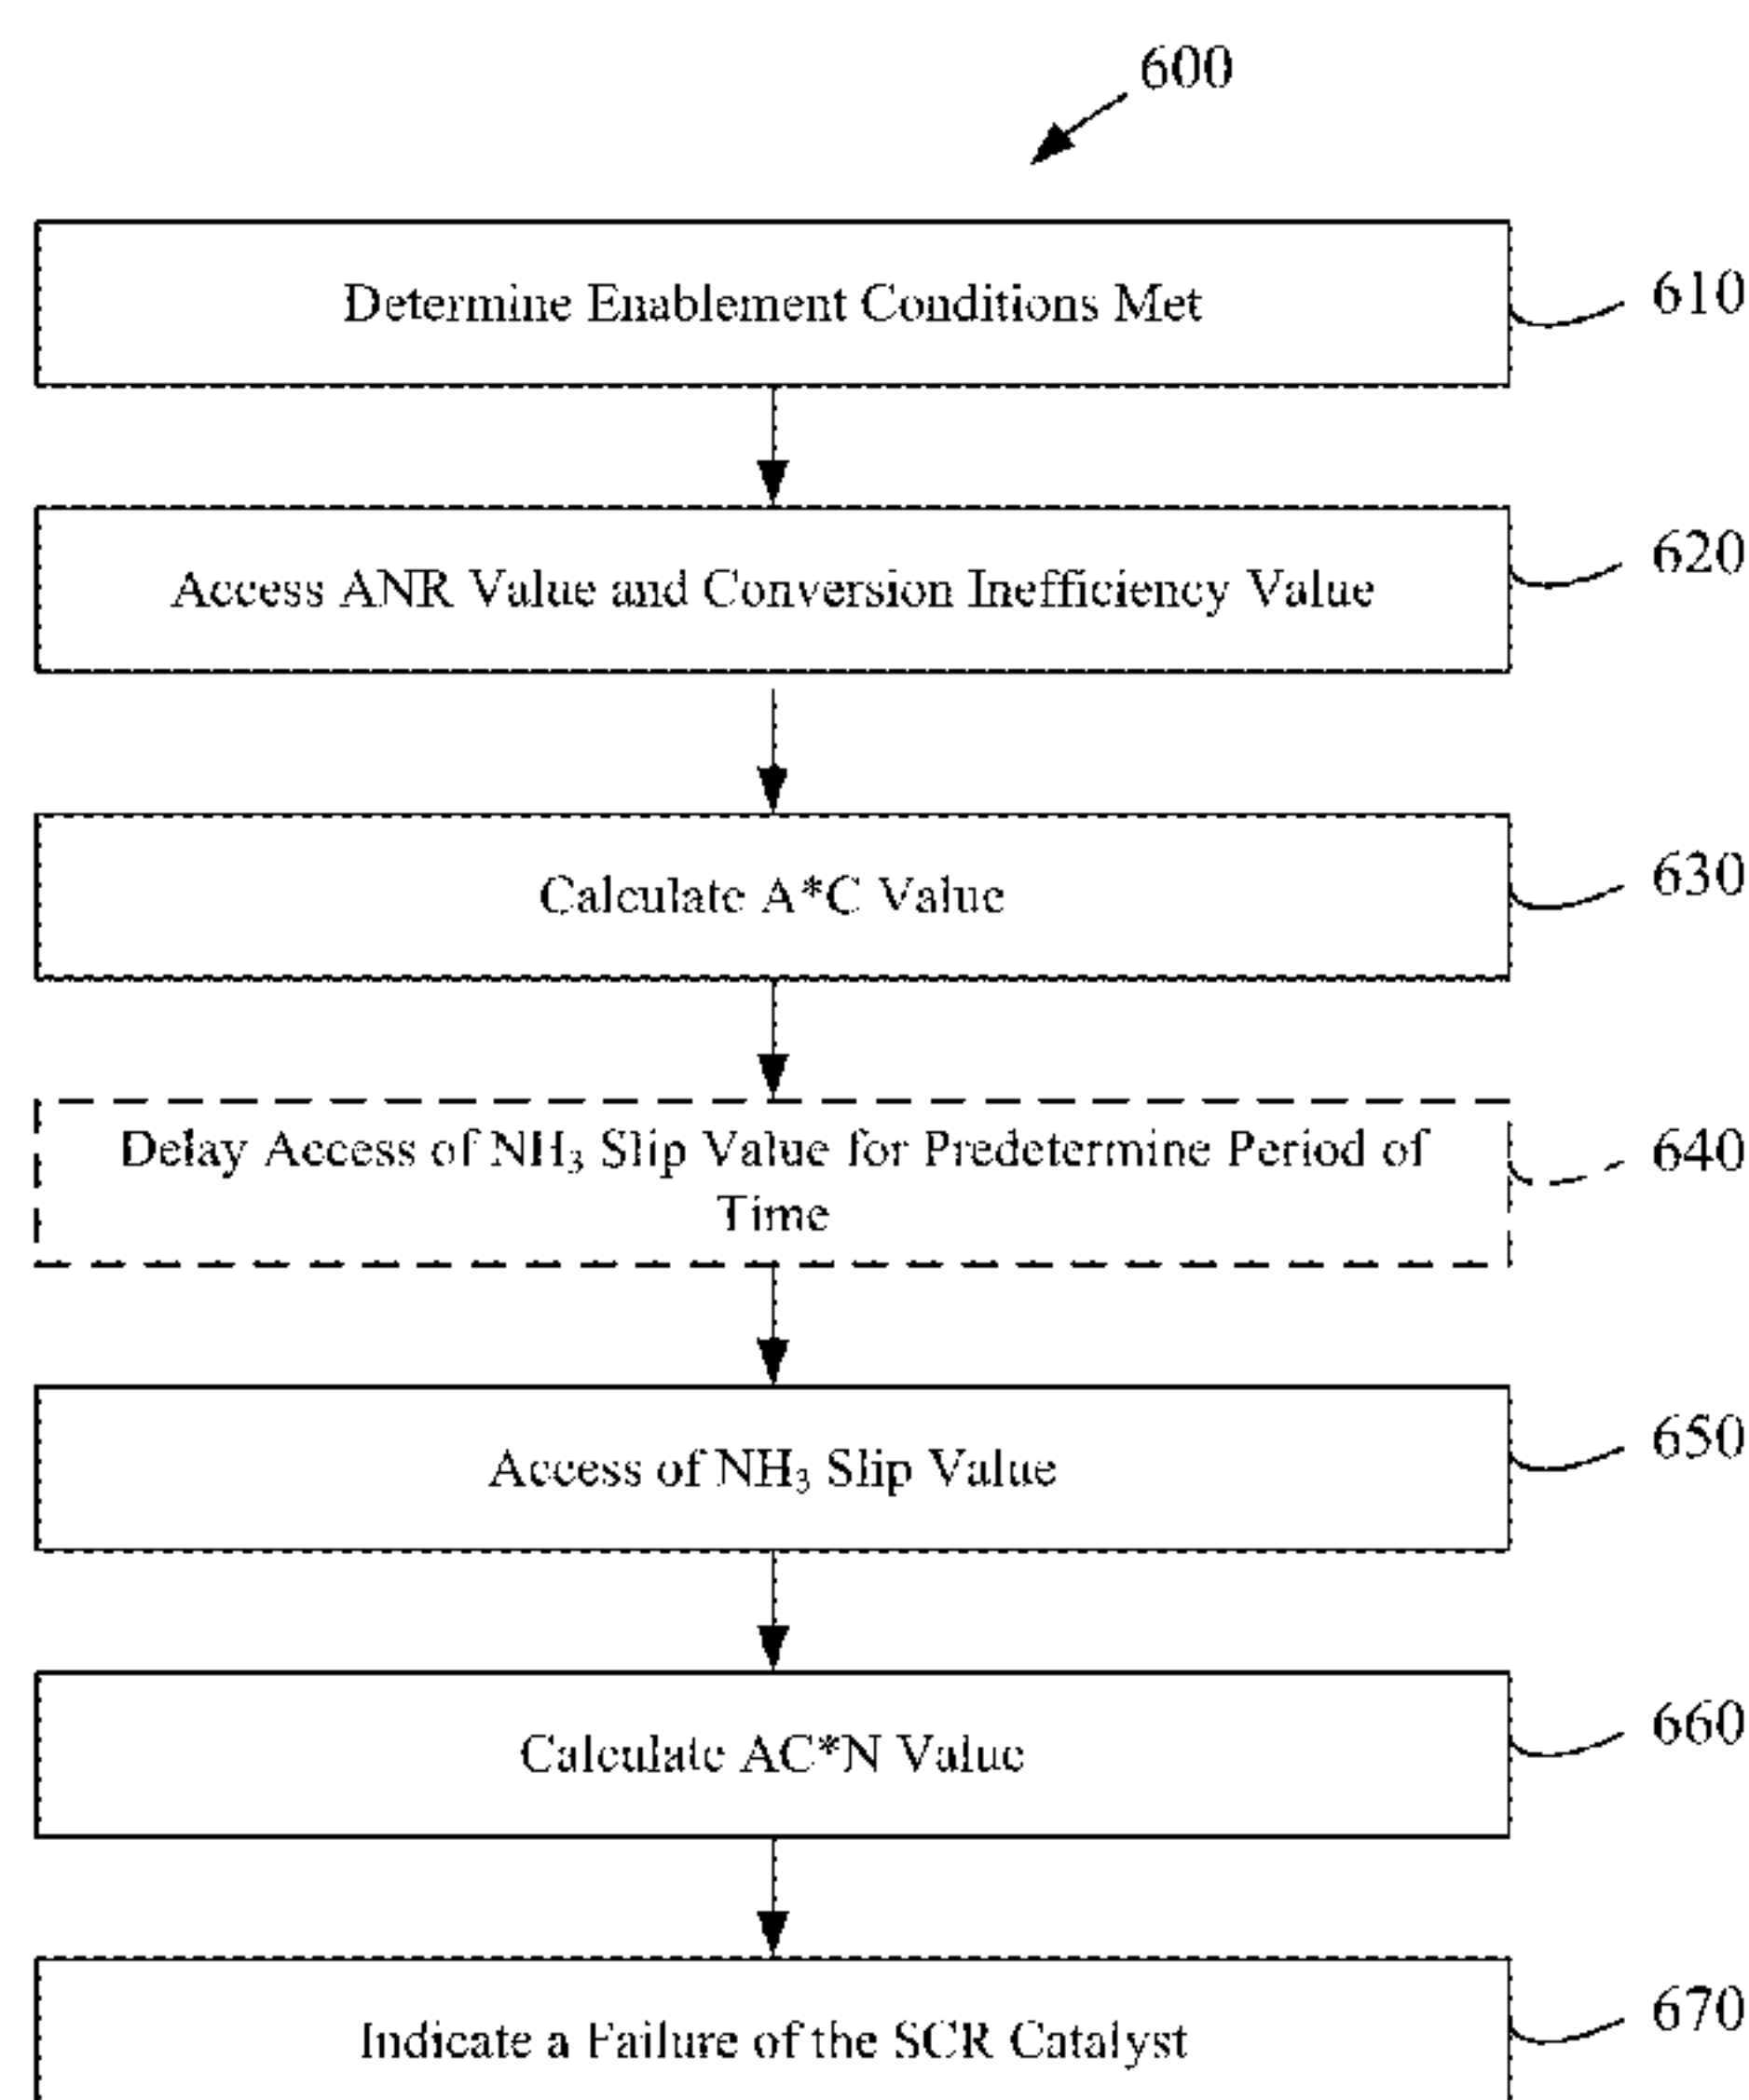 600
Determine Enablement Conditions Met
610
Access ANR Value and Conversion Inefficiency Value
620
Calculate A*C Value
630
Delay Access of NH₃ Slip Value for Predetermine Period of
Time
640
Access of NH₃ Slip Value
650
Calculate AC*N Value
660
Indicate a Failure of the SCR Catalyst
670